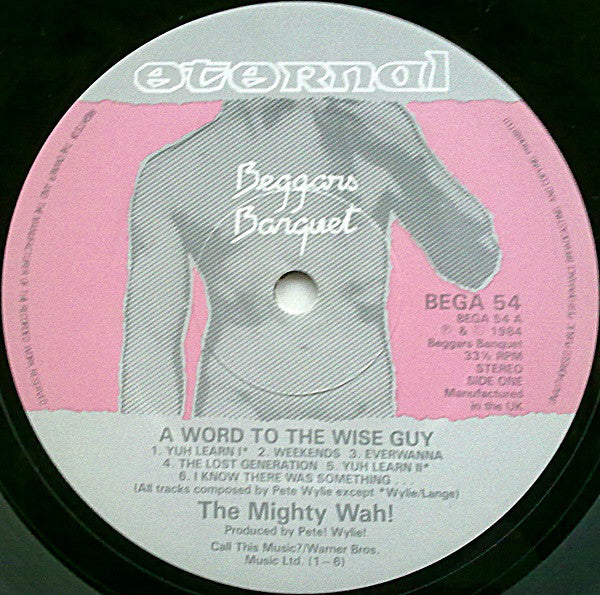 eternal
Beggars
Banquet
BEGA 54
BEGA 54 A
℗ & © 1984
Beggars Banquet
33⅓ RPM
STEREO
SIDE ONE
Manufactured
in the UK
A WORD TO THE WISE GUY
1. YUH LEARN I* 2. WEEKENDS 3. EVERWANNA
4. THE LOST GENERATION 5. YUH LEARN II*
6. I KNOW THERE WAS SOMETHING . . .
(All tracks composed by Pete Wylie except *Wylie/Lange)
The Mighty Wah!
Produced by Pete! Wylie!
Call This Music?/Warner Bros.
Music Ltd. (1–6)